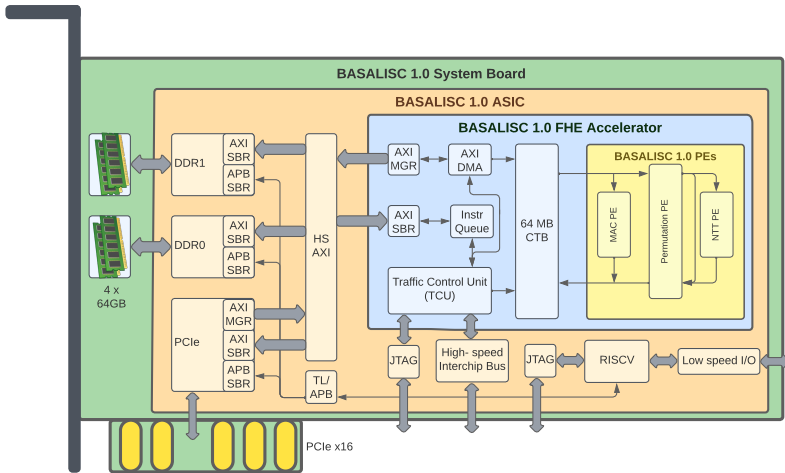 BASALISC 1.0 System Board
BASALISC 1.0 ASIC
BASALISC 1.0 FHE Accelerator
BASALISC 1.0 PEs
DDR1
AXI
SBR
APB
SBR
DDR0
AXI
SBR
APB
SBR
4 x
64GB
PCIe
AXI
MGR
AXI
SBR
APB
SBR
HS
AXI
TL/
APB
AXI
MGR
AXI
DMA
AXI
SBR
Instr
Queue
Traffic Control Unit
(TCU)
64 MB
CTB
MAC PE
Permutation PE
NTT PE
JTAG
High- speed
Interchip Bus
JTAG
RISCV
Low speed I/O
PCIe x16